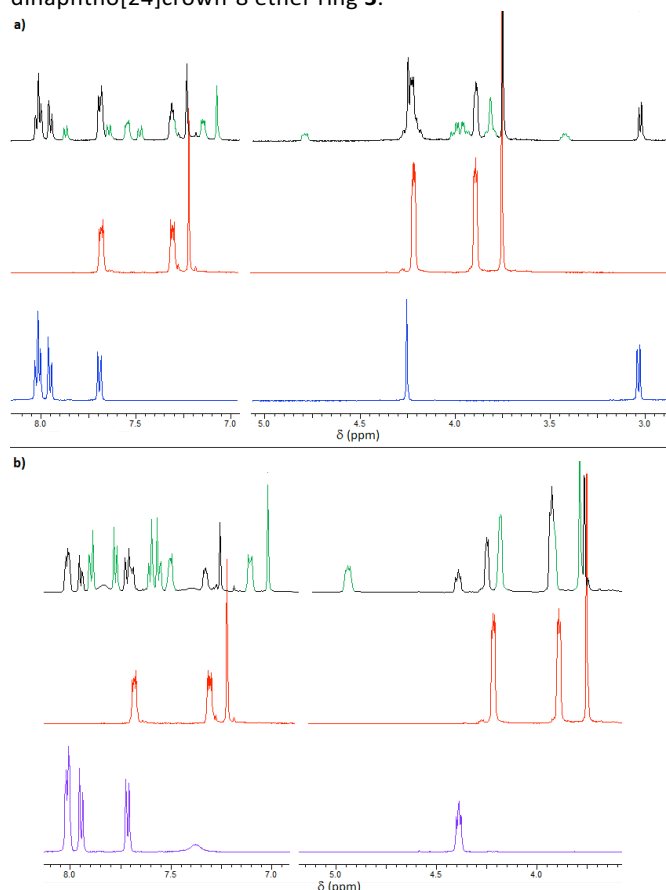 dinaphtho[24]crown-8 ether ring 3.
a)
8.0 7.5 7.0 5.0 4.5 4.0 3.5 3.0
δ (ppm)
b)
8.0 7.5 7.0 5.0 4.5 4.0
δ (ppm)